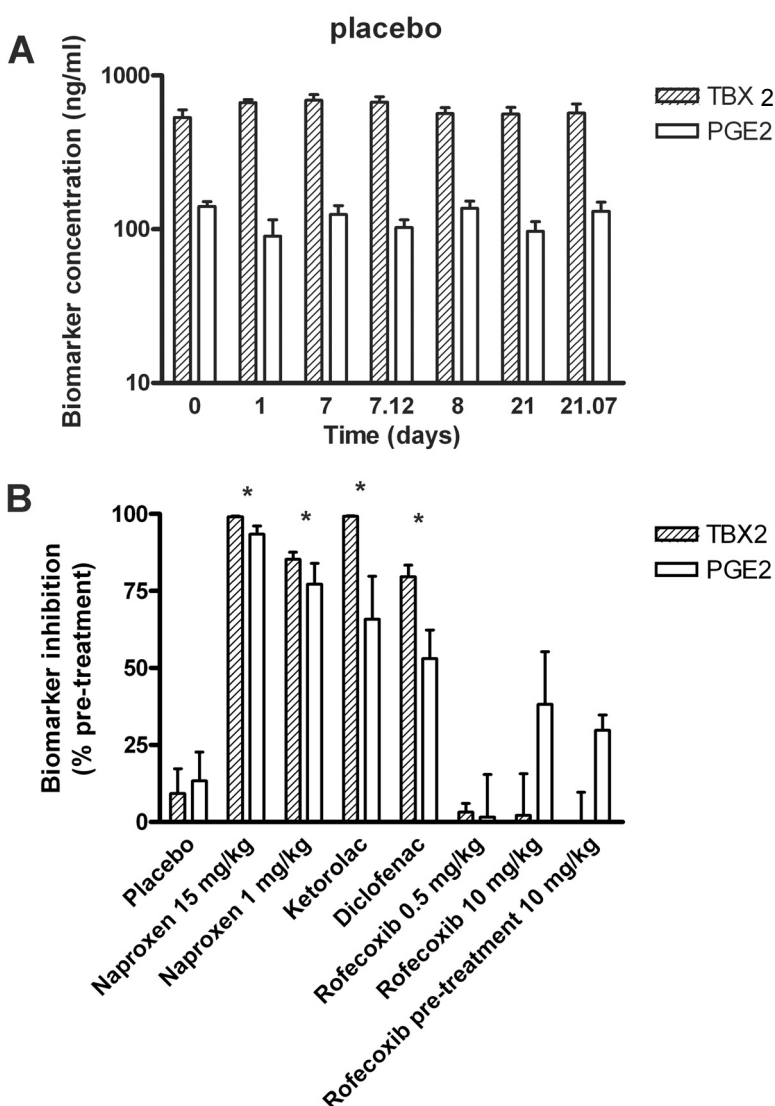 placebo
A
Biomarker concentration (ng/ml)
1000
100
10
TBX 2
PGE2
0 1 7 7.12 8 21 21.07
Time (days)
B
Biomarker inhibition
(% pre-treatment)
100
75
50
25
0
* * * *
TBX2
PGE2
Placebo
Naproxen 15 mg/kg
Naproxen 1 mg/kg
Ketorolac
Diclofenac
Rofecoxib 0.5 mg/kg
Rofecoxib 10 mg/kg
Rofecoxib pre-treatment 10 mg/kg